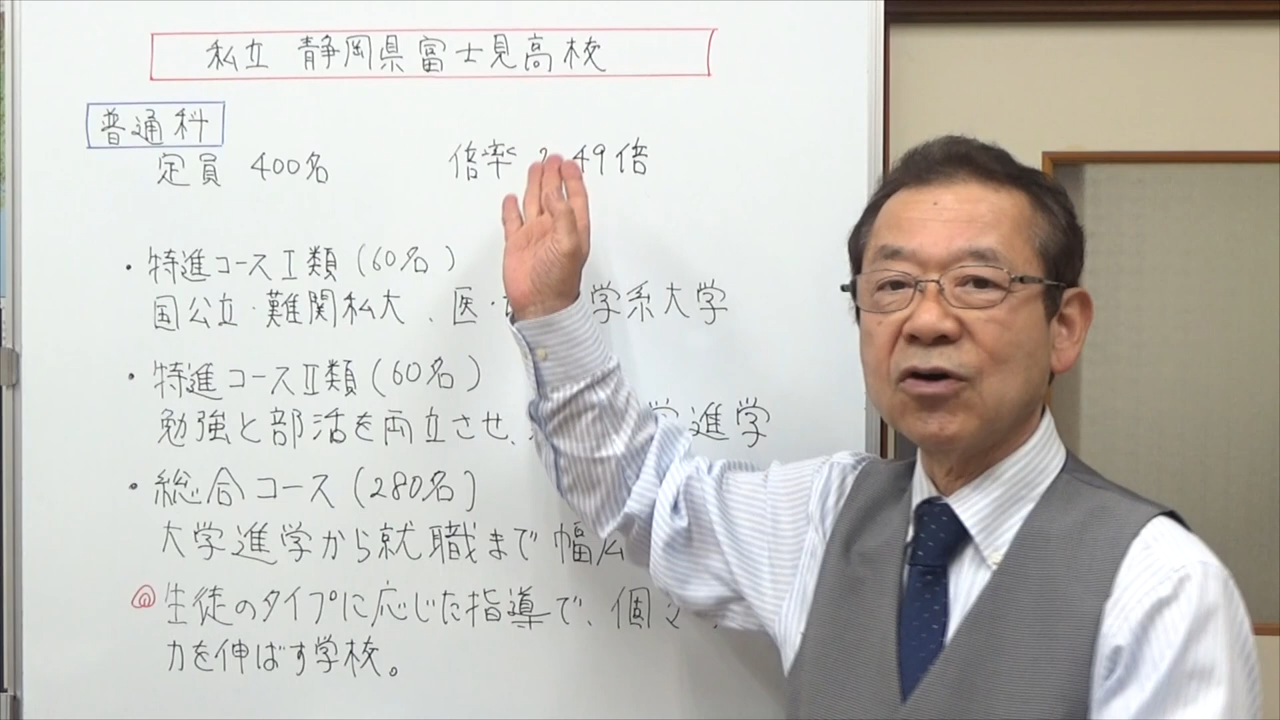 私立 静岡県富士見高校
普通科
定員 400名 倍率 49倍
・特進コースⅠ類(60名)
国公立・難関私大、医・学系大学
・特進コースⅡ類(60名)
勉強と部活を両立させ、学進学
・総合コース(280名)
大学進学から就職まで幅広
◎生徒のタイプに応じた指導で、個々
力を伸ばす学校。